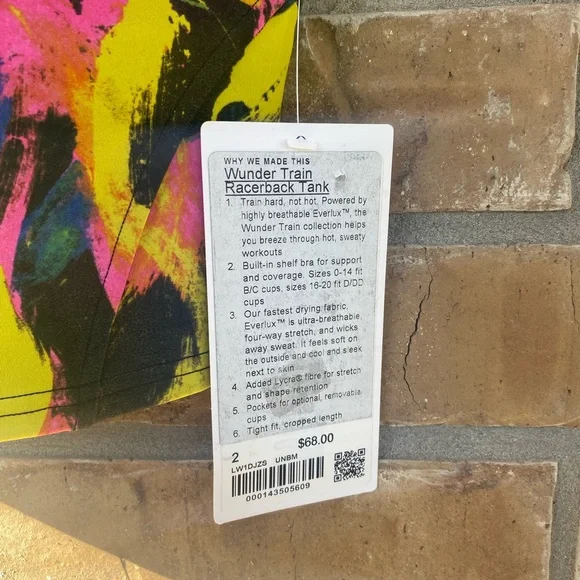 WHY WE MADE THIS
Wunder Train
Racerback Tank
1. Train hard, not hot. Powered by
highly breathable Everlux™, the
Wunder Train collection helps
you breeze through hot, sweaty
workouts
2. Built-in shelf bra for support
and coverage. Sizes 0-14 fit
B/C cups, sizes 16-20 fit D/DD
cups
3. Our fastest drying fabric,
Everlux™ is ultra-breathable,
four-way stretch, and wicks
away sweat. It feels soft on
the outside and cool and sleek
next to skin
4. Added Lycra® fibre for stretch
and shape retention
5. Pockets for optional, removable
cups
6. Tight fit, cropped length
2 $68.00
LW1DJZS UNBM
000143505609